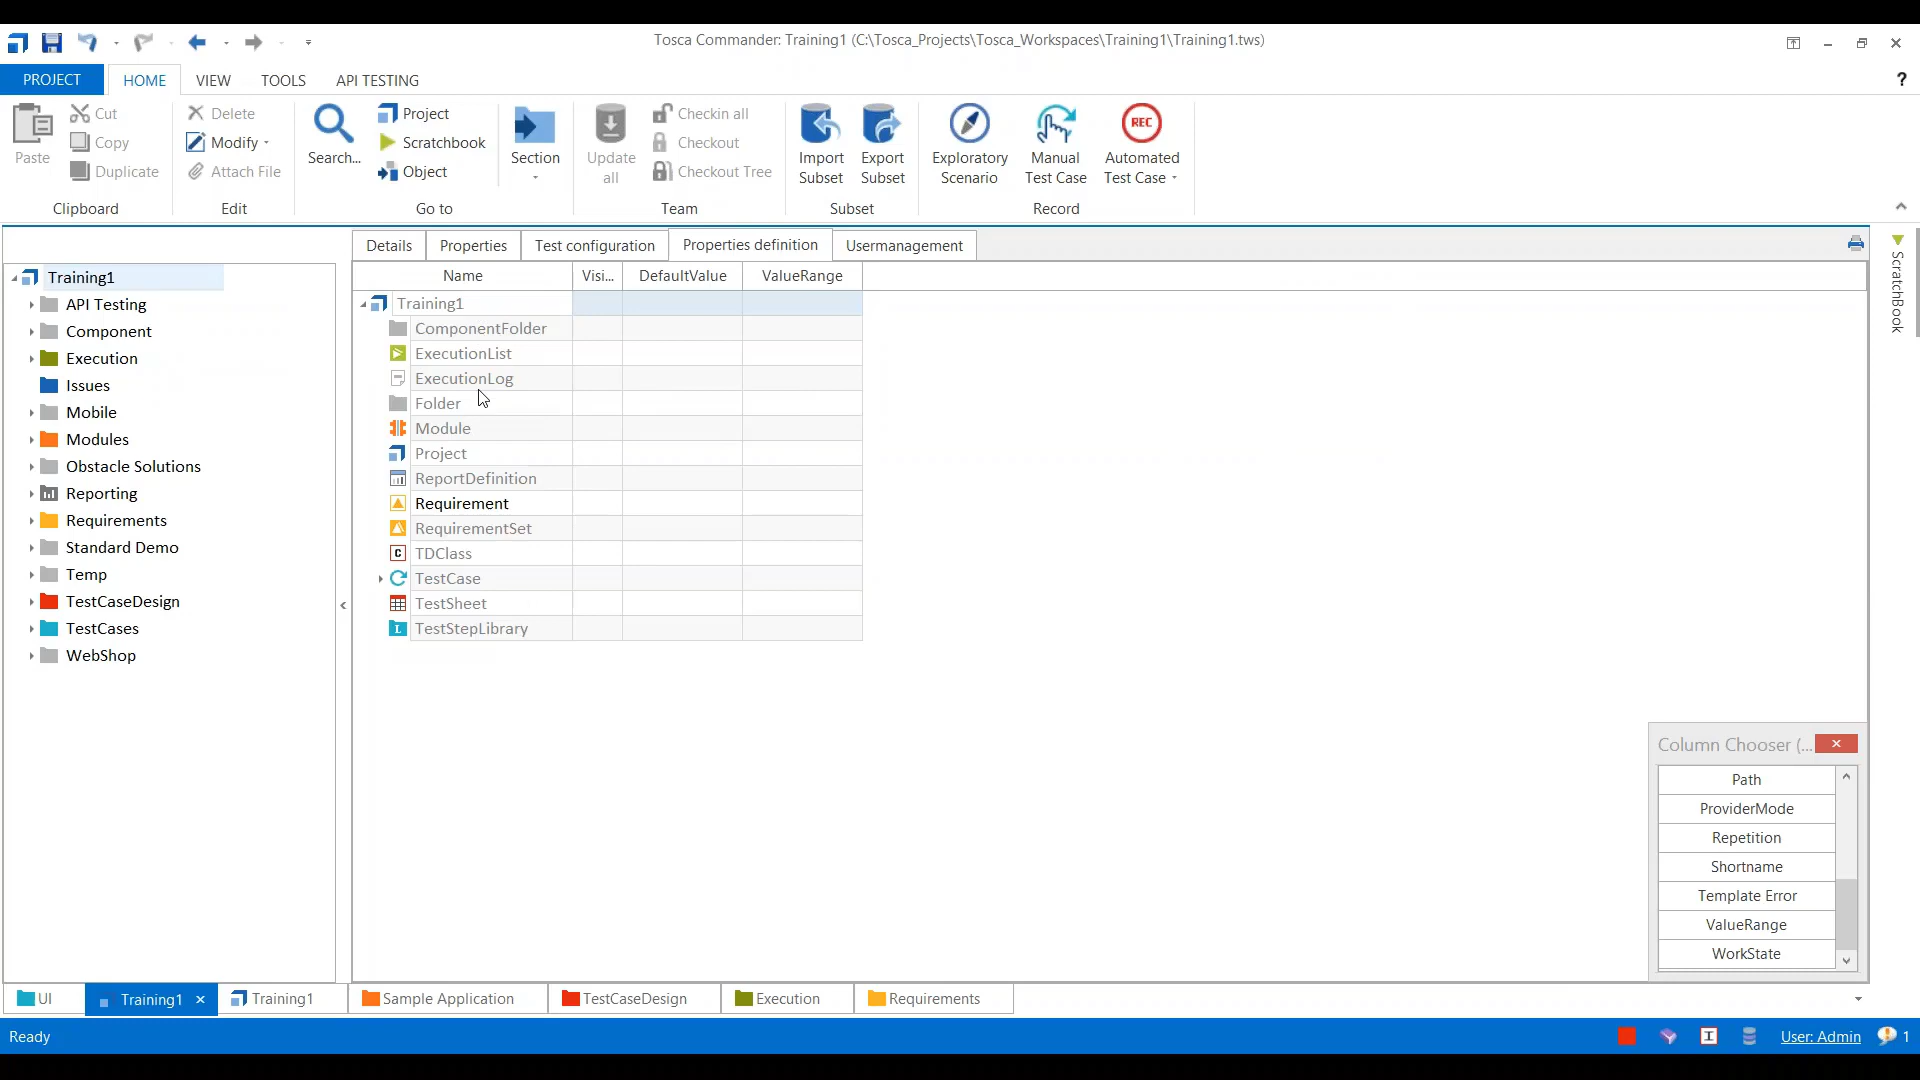 Tosca Commander: Training1 (C:\Tosca_Projects\Tosca_Workspaces\Training1\Training1.tws)
PROJECT HOME VIEW TOOLS API TESTING ?
Paste
Cut
Copy
Duplicate
Clipboard
Delete
Modify
Attach File
Edit
Search...
Project
Scratchbook
Object
Section
Go to
Update all
Checkin all
Checkout
Checkout Tree
Team
Import Subset
Export Subset
Subset
Exploratory Scenario
Manual Test Case
REC
Automated Test Case
Record
Details Properties Test configuration Properties definition Usermanagement
ScratchBook
Training1
API Testing
Component
Execution
Issues
Mobile
Modules
Obstacle Solutions
Reporting
Requirements
Standard Demo
Temp
TestCaseDesign
TestCases
WebShop
Name Visi... DefaultValue ValueRange
Training1
ComponentFolder
ExecutionList
ExecutionLog
Folder
Module
Project
ReportDefinition
Requirement
RequirementSet
C TDClass
TestCase
TestSheet
L TestStepLibrary
Column Chooser (...
Path
ProviderMode
Repetition
Shortname
Template Error
ValueRange
WorkState
UI Training1 Training1 Sample Application TestCaseDesign Execution Requirements
Ready I User: Admin 1